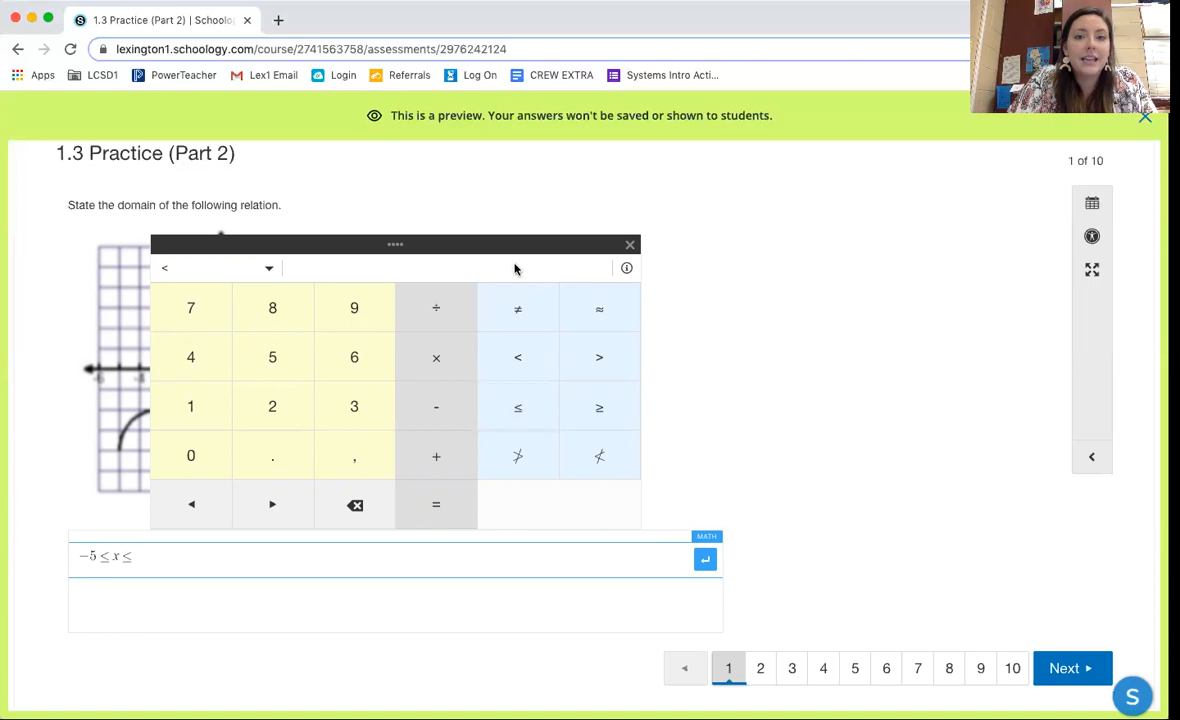 1.3 Practice (Part 2) | Schoolo
lexington1.schoology.com/course/2741563758/assessments/2976242124
Apps LCSD1 PowerTeacher Lex1 Email Login Referrals Log On CREW EXTRA Systems Intro Acti...
This is a preview. Your answers won't be saved or shown to students.
1.3 Practice (Part 2)
1 of 10
State the domain of the following relation.
<
7 8 9 ÷ ≠ ≈
4 5 6 × < >
1 2 3 - ≤ ≥
0 . , + ≯ ≮
=
MATH
−5 ≤ x ≤
1 2 3 4 5 6 7 8 9 10 Next
S